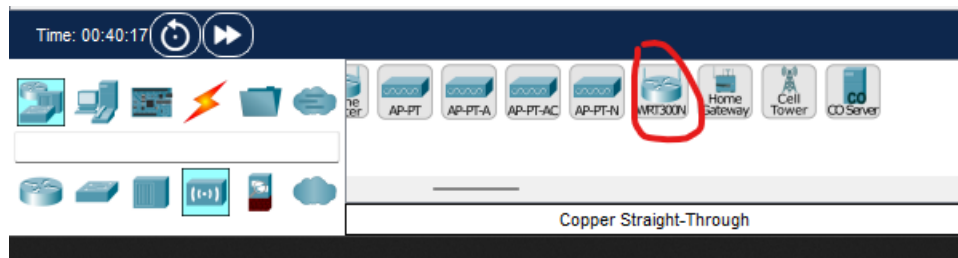 Time: 00:40:17
AP-PT
AP-PT-A
AP-PT-AC
AP-PT-N
WRT300N
Home
Gateway
Cell
Tower
CO Server
CO
Copper Straight-Through